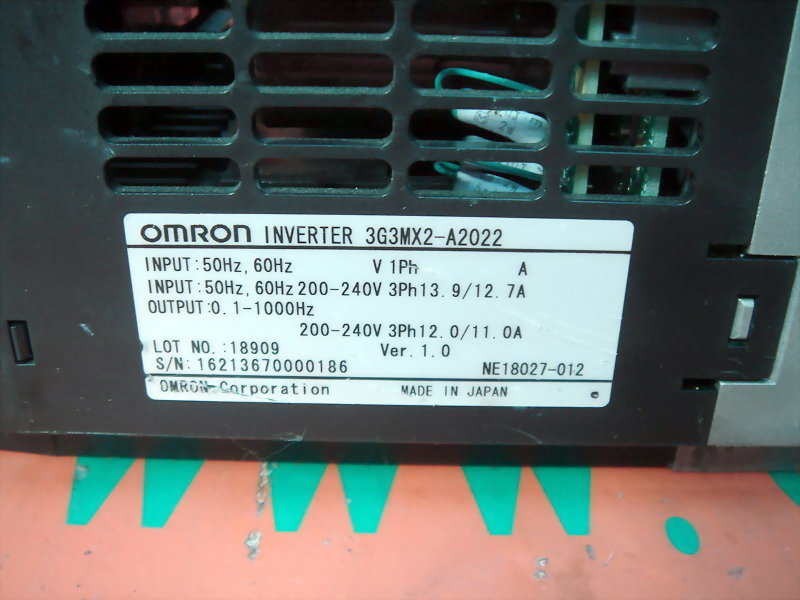 OMRON INVERTER 3G3MX2-A2022
INPUT:50Hz, 60Hz V 1Ph A
INPUT:50Hz, 60Hz 200-240V 3Ph13.9/12.7A
OUTPUT:0.1-1000Hz
200-240V 3Ph12.0/11.0A
LOT NO.:18909 Ver.1.0
S/N:16213670000186 NE18027-012
OMRON Corporation MADE IN JAPAN
WWW.